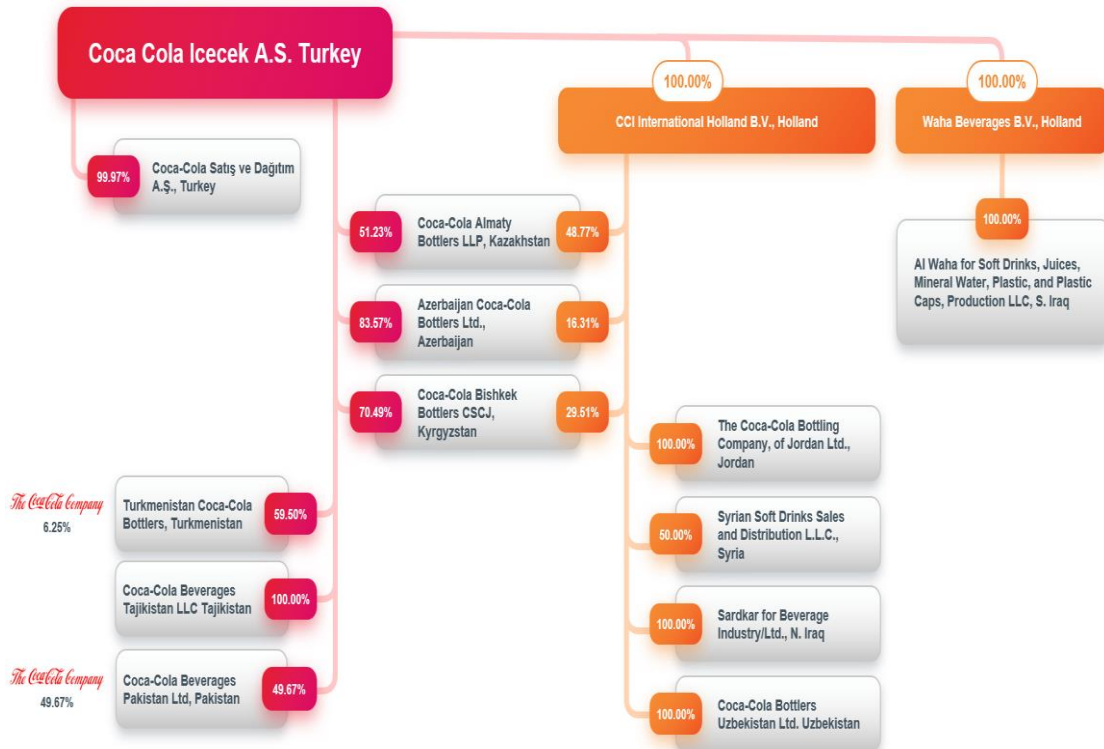 Coca Cola Icecek A.S. Turkey
100.00%
100.00%
CCI International Holland B.V., Holland
Waha Beverages B.V., Holland
99.97%
Coca-Cola Satış ve Dağıtım
A.Ş., Turkey
51.23%
Coca-Cola Almaty
Bottlers LLP, Kazakhstan
48.77%
100.00%
Al Waha for Soft Drinks, Juices,
Mineral Water, Plastic, and Plastic
Caps, Production LLC, S. Iraq
83.57%
Azerbaijan Coca-Cola
Bottlers Ltd.,
Azerbaijan
16.31%
70.49%
Coca-Cola Bishkek
Bottlers CSCJ,
Kyrgyzstan
29.51%
100.00%
The Coca-Cola Bottling
Company, of Jordan Ltd.,
Jordan
The Coca-Cola Company
6.25%
Turkmenistan Coca-Cola
Bottlers, Turkmenistan
59.50%
50.00%
Syrian Soft Drinks Sales
and Distribution L.L.C.,
Syria
Coca-Cola Beverages
Tajikistan LLC Tajikistan
100.00%
100.00%
Sardkar for Beverage
Industry/Ltd., N. Iraq
The Coca-Cola Company
49.67%
Coca-Cola Beverages
Pakistan Ltd, Pakistan
49.67%
100.00%
Coca-Cola Bottlers
Uzbekistan Ltd. Uzbekistan